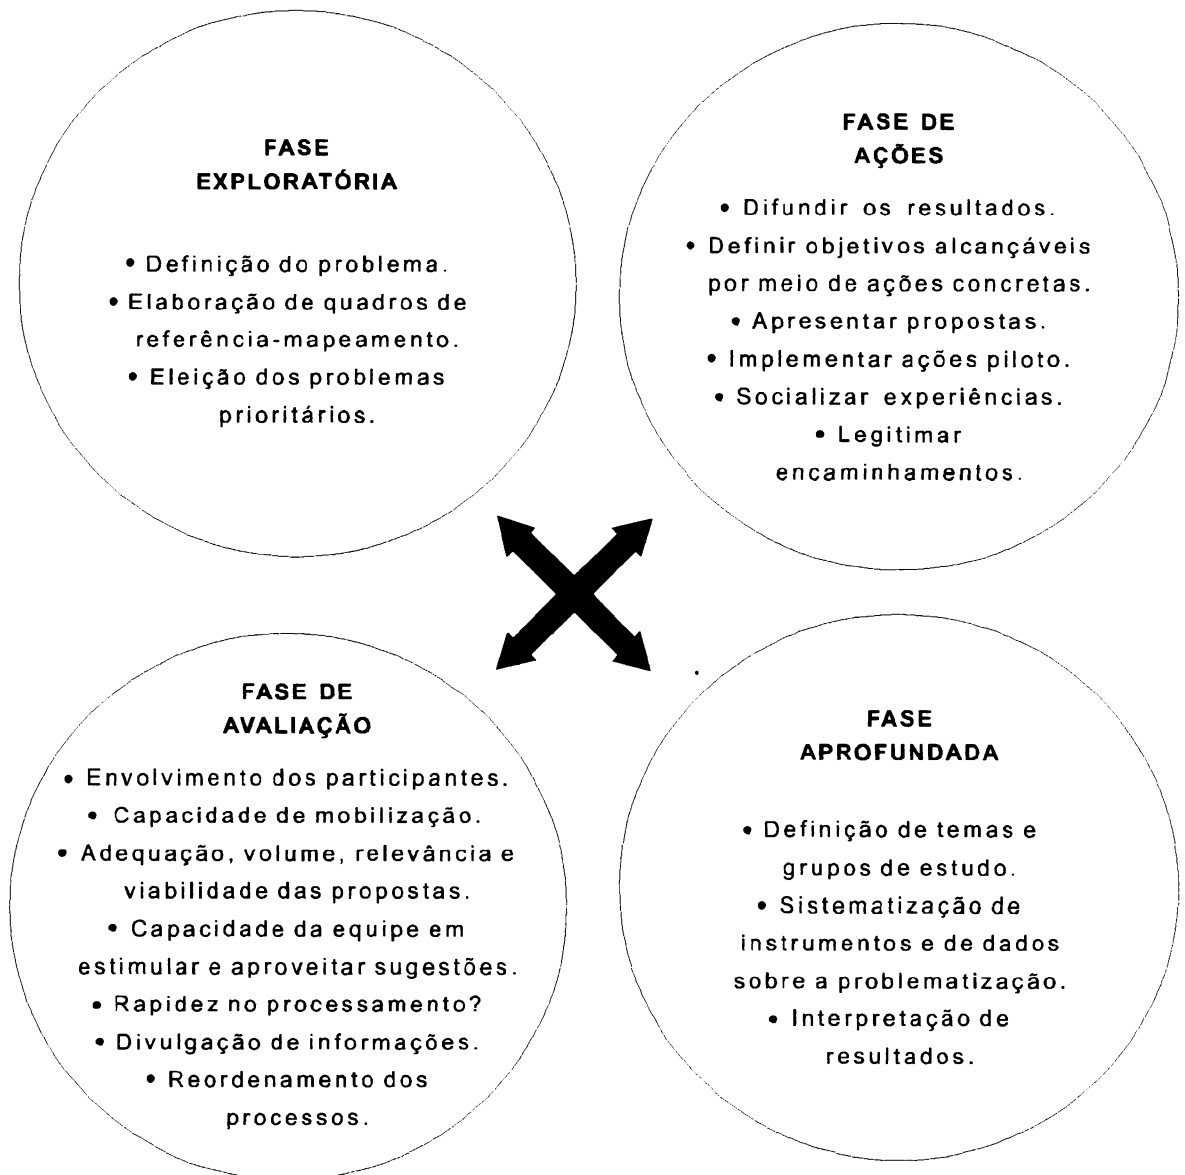 FASE
EXPLORATÓRIA
• Definição do problema.
• Elaboração de quadros de
referência-mapeamento.
• Eleição dos problemas
prioritários.
FASE DE
AÇÕES
• Difundir os resultados.
• Definir objetivos alcançáveis
por meio de ações concretas.
• Apresentar propostas.
• Implementar ações piloto.
• Socializar experiências.
• Legitimar
encaminhamentos.
FASE DE
AVALIAÇÃO
• Envolvimento dos participantes.
• Capacidade de mobilização.
• Adequação, volume, relevância e
viabilidade das propostas.
• Capacidade da equipe em
estimular e aproveitar sugestões.
• Rapidez no processamento?
• Divulgação de informações.
• Reordenamento dos
processos.
FASE
APROFUNDADA
• Definição de temas e
grupos de estudo.
• Sistematização de
instrumentos e de dados
sobre a problematização.
• Interpretação de
resultados.